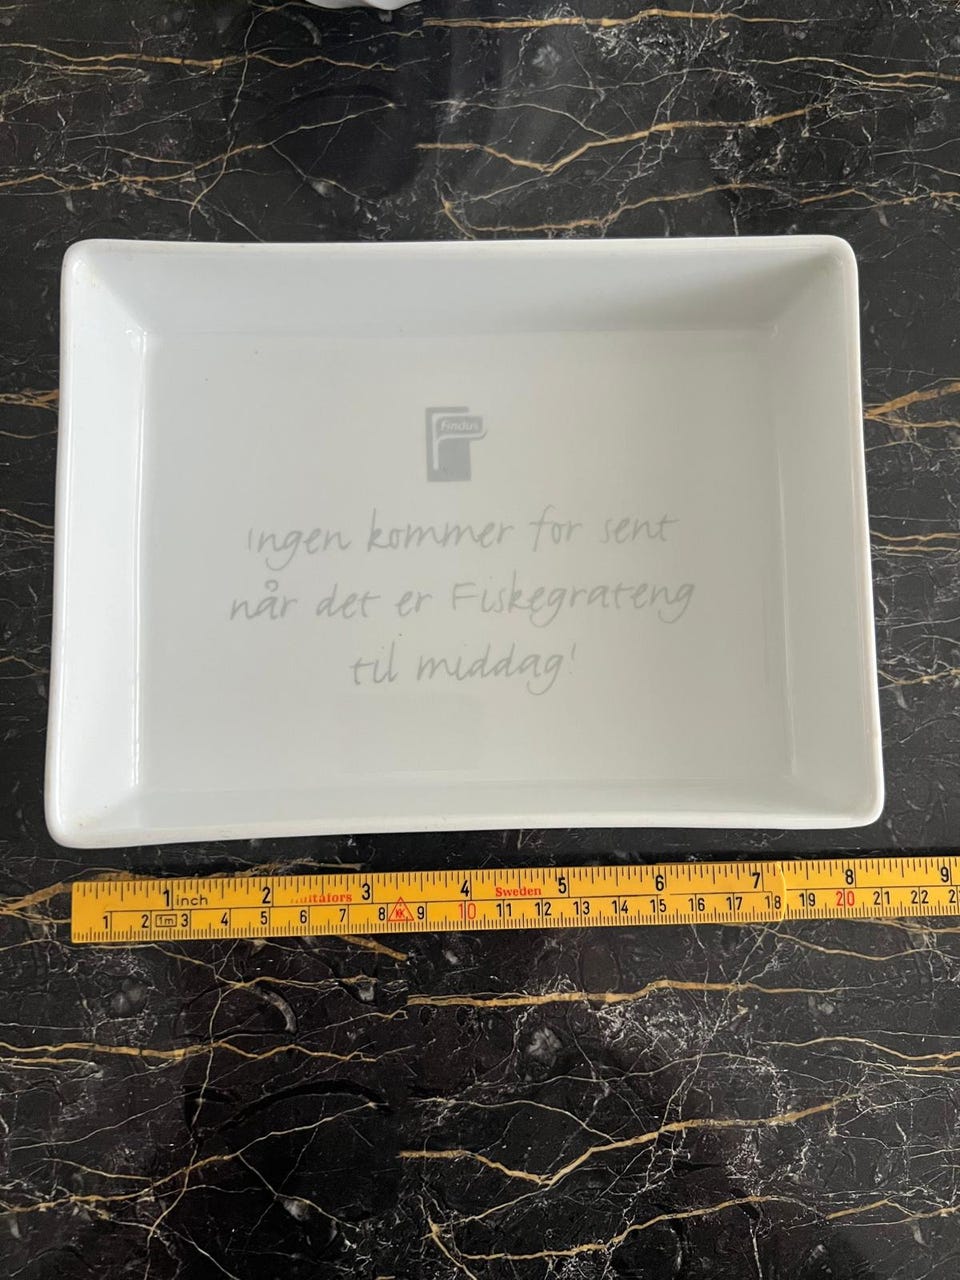 Findus
Ingen kommer for sent
når det er Fiskegrateng
til middag!
1 inch 2 3 4 Sweden 5 6 7 8 9
1 2 1m 3 4 5 6 7 8 9 10 11 12 13 14 15 16 17 18 19 20 21 22